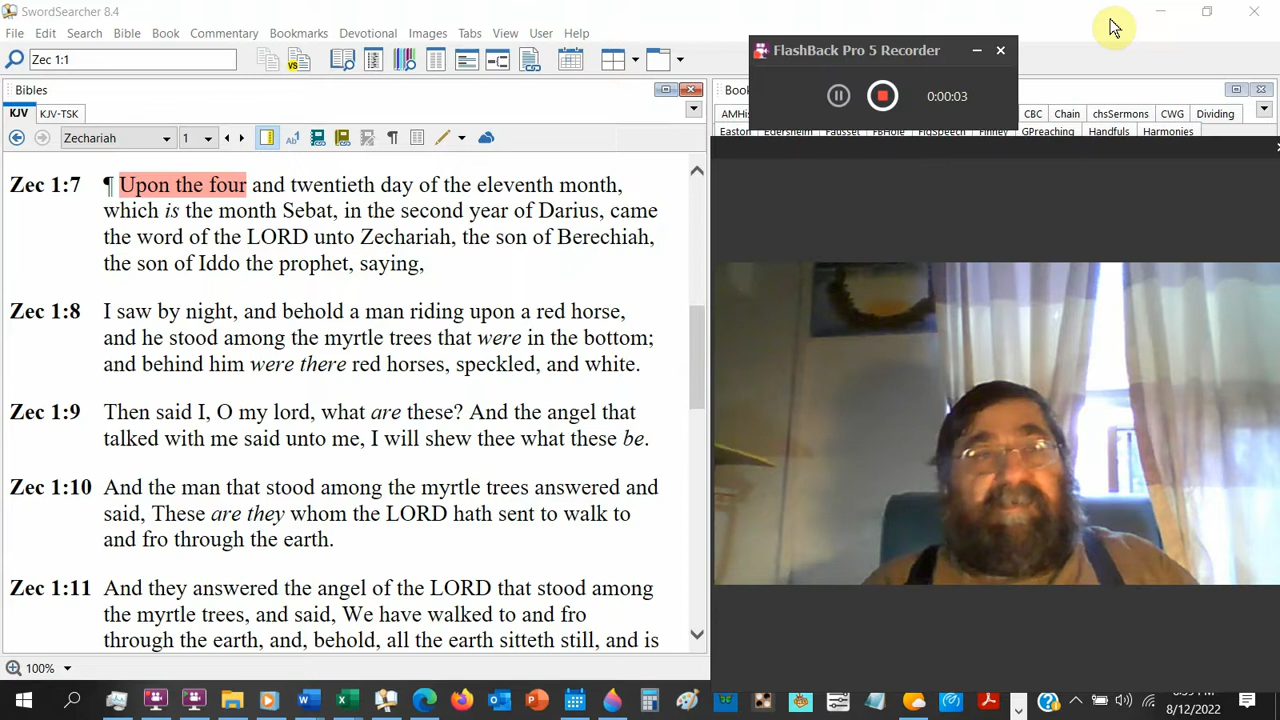 SwordSearcher 8.4
File Edit Search Bible Book Commentary Bookmarks Devotional Images Tabs View User Help
Zec 1:1
FlashBack Pro 5 Recorder
0:00:03
Bibles
KJV KJV-TSK
Zechariah 1
CBC Chain chsSermons CWG Dividing
Easton Edersheim Fausset FBHole FigSpeech Finney GPreaching Handfuls Harmonies
Zec 1:7 ¶ Upon the four and twentieth day of the eleventh month,
which is the month Sebat, in the second year of Darius, came
the word of the LORD unto Zechariah, the son of Berechiah,
the son of Iddo the prophet, saying,
Zec 1:8 I saw by night, and behold a man riding upon a red horse,
and he stood among the myrtle trees that were in the bottom;
and behind him were there red horses, speckled, and white.
Zec 1:9 Then said I, O my lord, what are these? And the angel that
talked with me said unto me, I will shew thee what these be.
Zec 1:10 And the man that stood among the myrtle trees answered and
said, These are they whom the LORD hath sent to walk to
and fro through the earth.
Zec 1:11 And they answered the angel of the LORD that stood among
the myrtle trees, and said, We have walked to and fro
through the earth, and, behold, all the earth sitteth still, and is
100%
8/12/2022